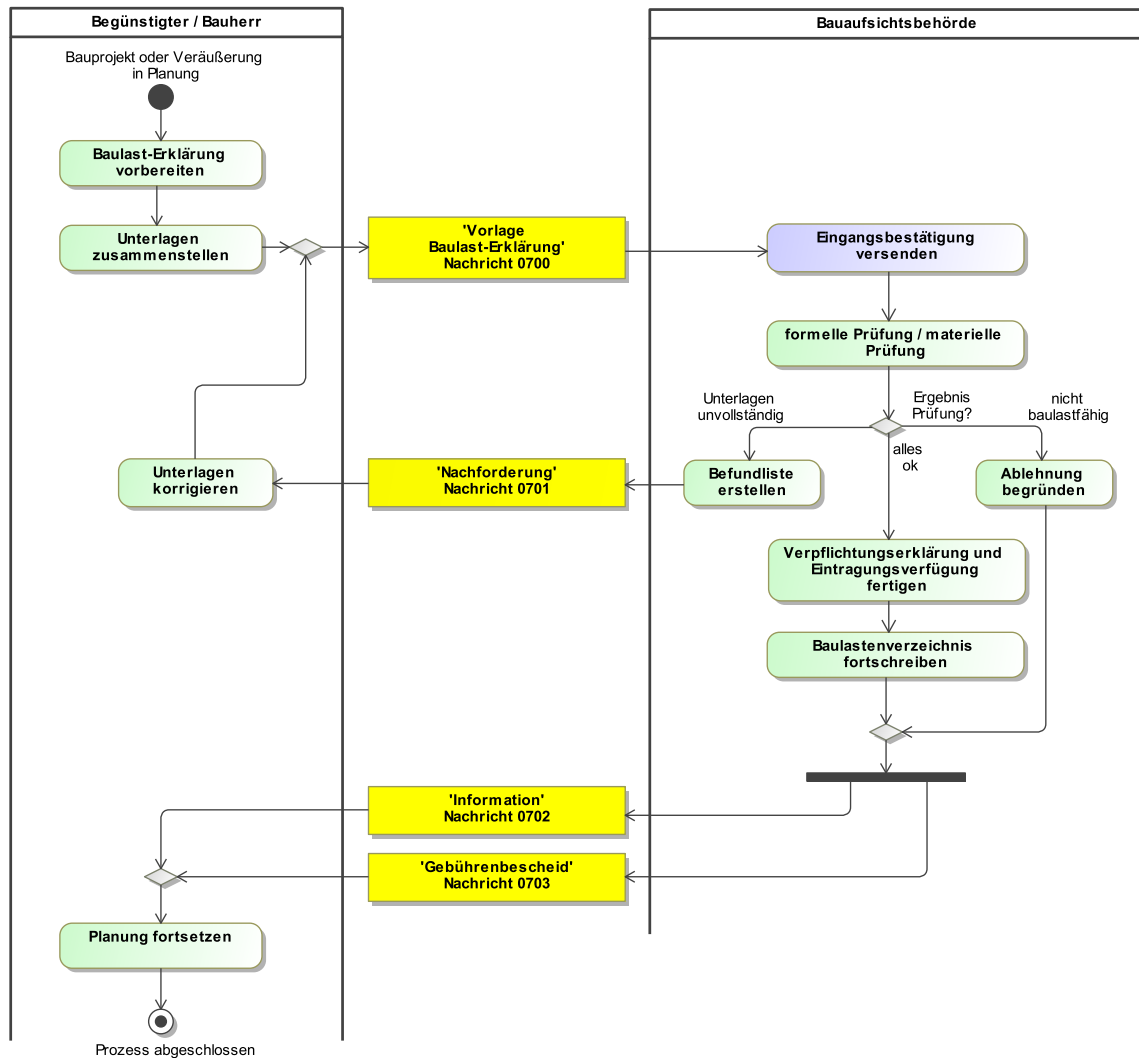 Begünstigter / Bauherr
Bauaufsichtsbehörde
Bauprojekt oder Veräußerung
in Planung
Baulast-Erklärung
vorbereiten
Unterlagen
zusammenstellen
'Vorlage
Baulast-Erklärung'
Nachricht 0700
Eingangsbestätigung
versenden
formelle Prüfung / materielle
Prüfung
Unterlagen
unvollständig
Ergebnis
Prüfung?
nicht
baulastfähig
alles
ok
Unterlagen
korrigieren
'Nachforderung'
Nachricht 0701
Befundliste
erstellen
Ablehnung
begründen
Verpflichtungserklärung und
Eintragungsverfügung
fertigen
Baulastenverzeichnis
fortschreiben
'Information'
Nachricht 0702
'Gebührenbescheid'
Nachricht 0703
Planung fortsetzen
Prozess abgeschlossen